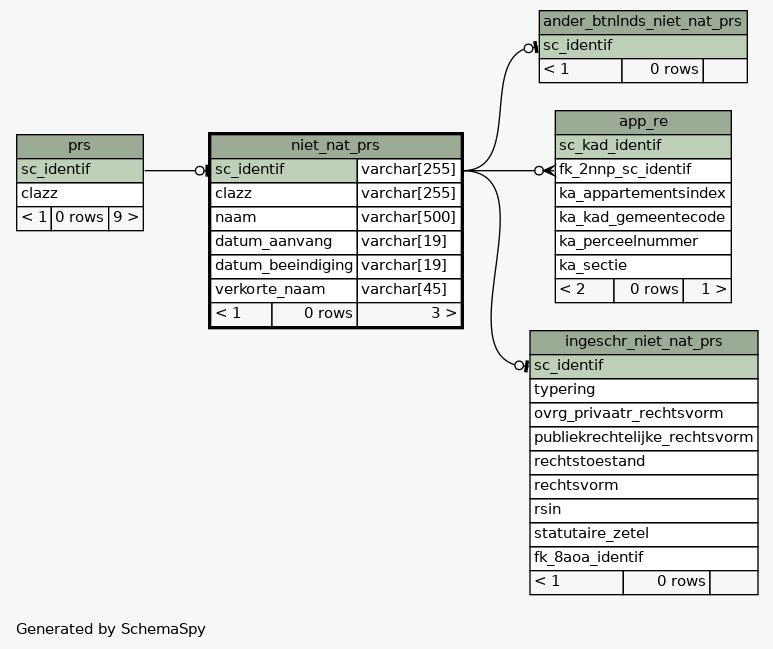 prs
sc_identif
clazz
< 1 0 rows 9 >
niet_nat_prs
sc_identif varchar[255]
clazz varchar[255]
naam varchar[500]
datum_aanvang varchar[19]
datum_beeindiging varchar[19]
verkorte_naam varchar[45]
< 1 0 rows 3 >
ander_btnlnds_niet_nat_prs
sc_identif
< 1 0 rows
app_re
sc_kad_identif
fk_2nnp_sc_identif
ka_appartementsindex
ka_kad_gemeentecode
ka_perceelnummer
ka_sectie
< 2 0 rows 1 >
ingeschr_niet_nat_prs
sc_identif
typering
ovrg_privaatr_rechtsvorm
publiekrechtelijke_rechtsvorm
rechtstoestand
rechtsvorm
rsin
statutaire_zetel
fk_8aoa_identif
< 1 0 rows
Generated by SchemaSpy